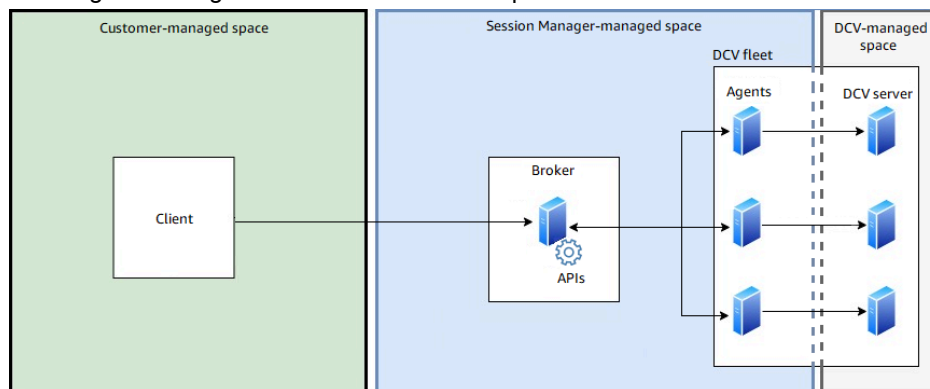 Customer-managed space
Session Manager-managed space
DCV-managed
space
DCV fleet
Agents
DCV server
Broker
Client
APIs